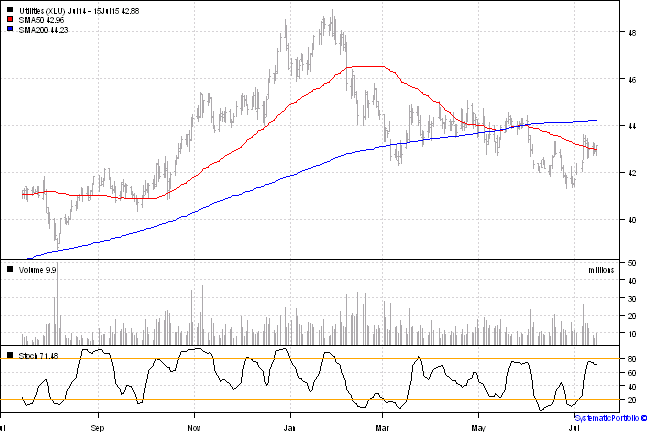 Utilities (XLU) Jul14 - 15Jul15 42.88
SMA50 42.96
SMA200 44.23
48
46
44
42
40
50
Volume 9.9
millions
40
30
20
10
Stoch 71.48
80
60
40
20
ul
Sep
Nov
Jan
Mar
May
Jul
SystematicPortfolio ©